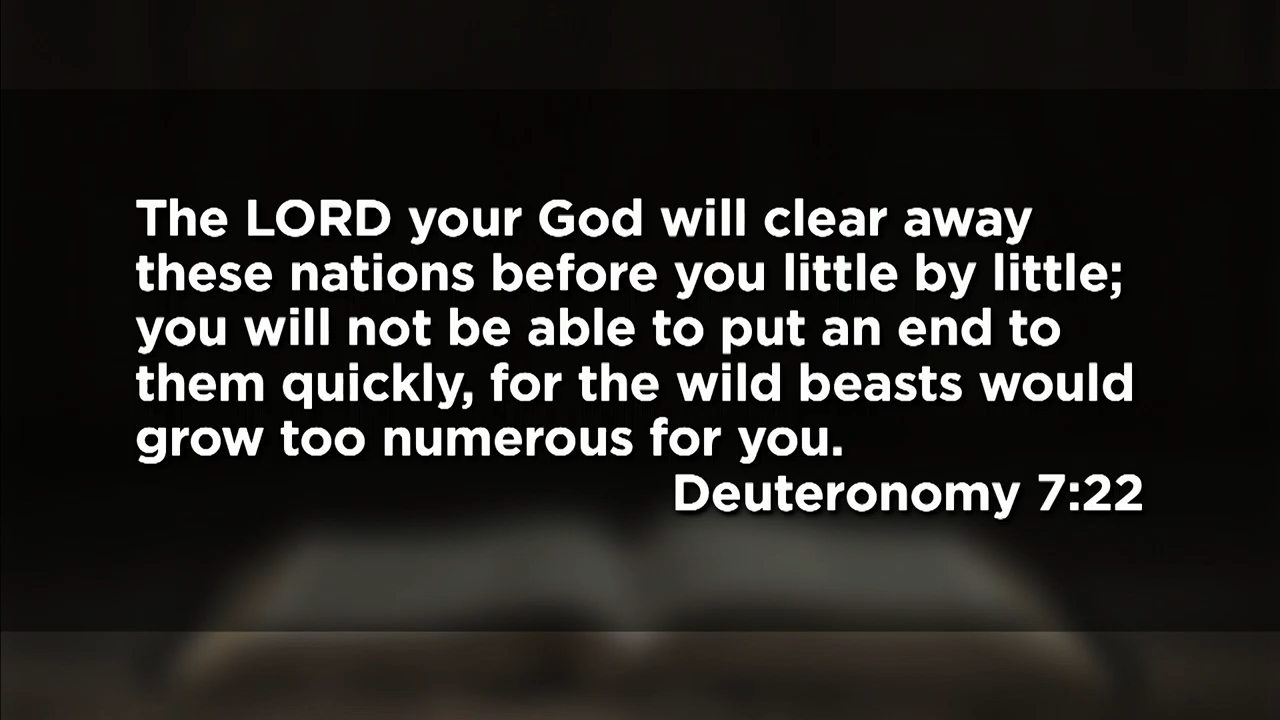 The LORD your God will clear away
these nations before you little by little;
you will not be able to put an end to
them quickly, for the wild beasts would
grow too numerous for you.
Deuteronomy 7:22